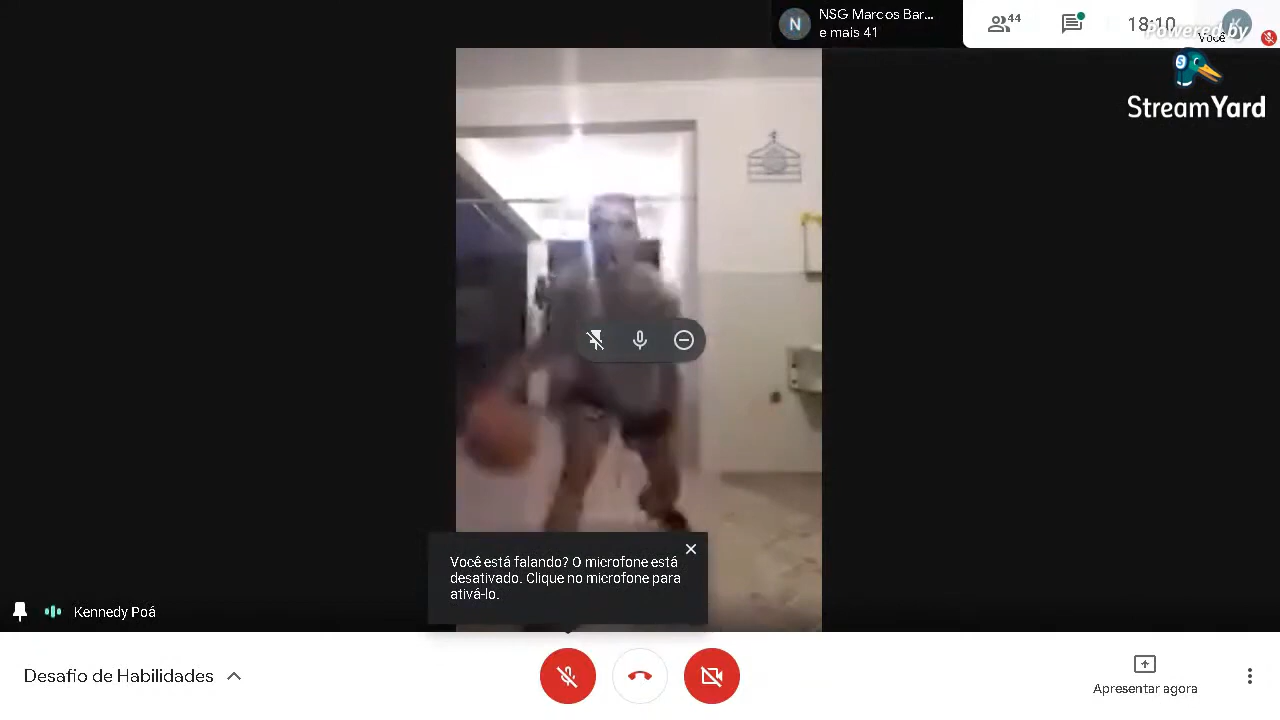 NSG Marcos Bar...
e mais 41
44
18:10
Você
Powered by
StreamYard
Você está falando? O microfone está
desativado. Clique no microfone para
ativá-lo.
Kennedy Poá
Desafio de Habilidades
Apresentar agora